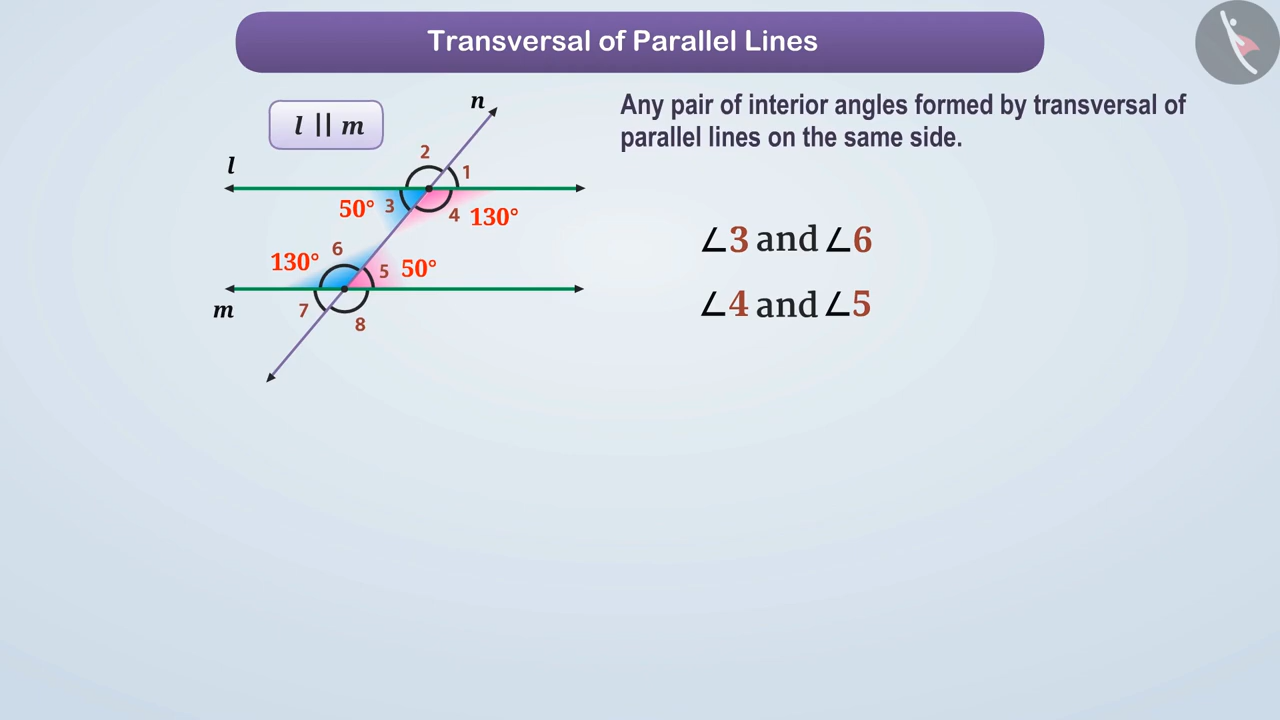 Transversal of Parallel Lines
l || m
n
Any pair of interior angles formed by transversal of
parallel lines on the same side.
l
2
1
50° 3
4 130°
∠3 and ∠6
130° 6
5 50°
m
7
8
∠4 and ∠5